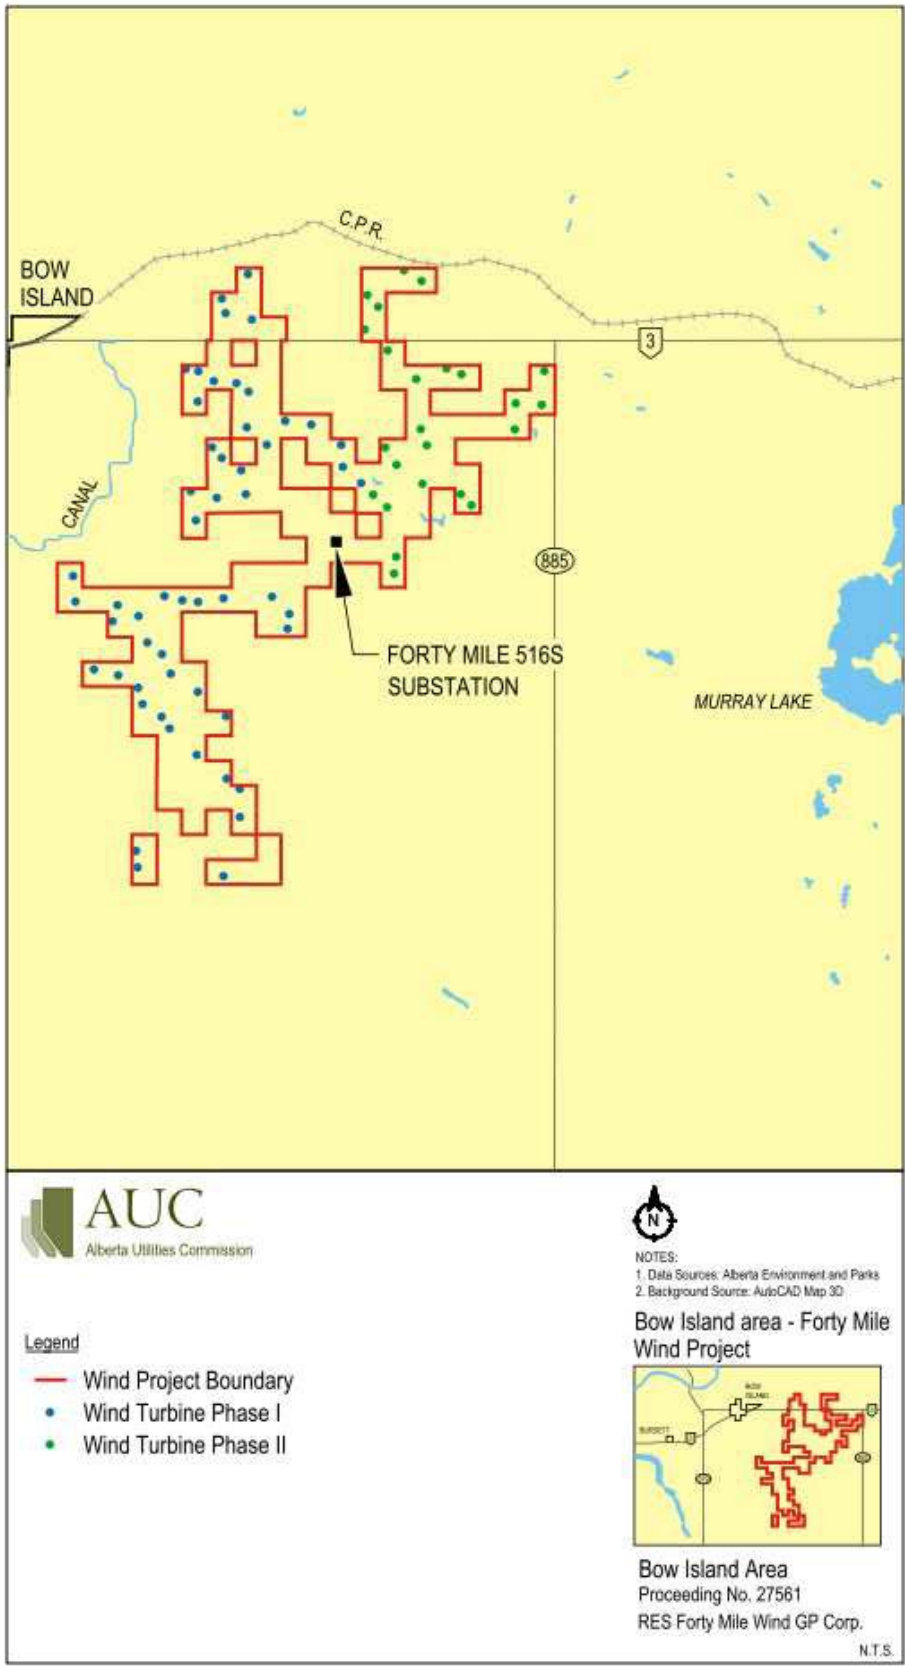 C.P.R.
BOW
ISLAND
3
CANAL
885
FORTY MILE 516S
SUBSTATION
MURRAY LAKE
AUC
Alberta Utilities Commission
N
NOTES:
1. Data Sources: Alberta Environment and Parks
2. Background Source: AutoCAD Map 3D
Legend
Wind Project Boundary
Wind Turbine Phase I
Wind Turbine Phase II
Bow Island area - Forty Mile
Wind Project
BOW
ISLAND
BURDETT
Bow Island Area
Proceeding No. 27561
RES Forty Mile Wind GP Corp.
N.T.S.